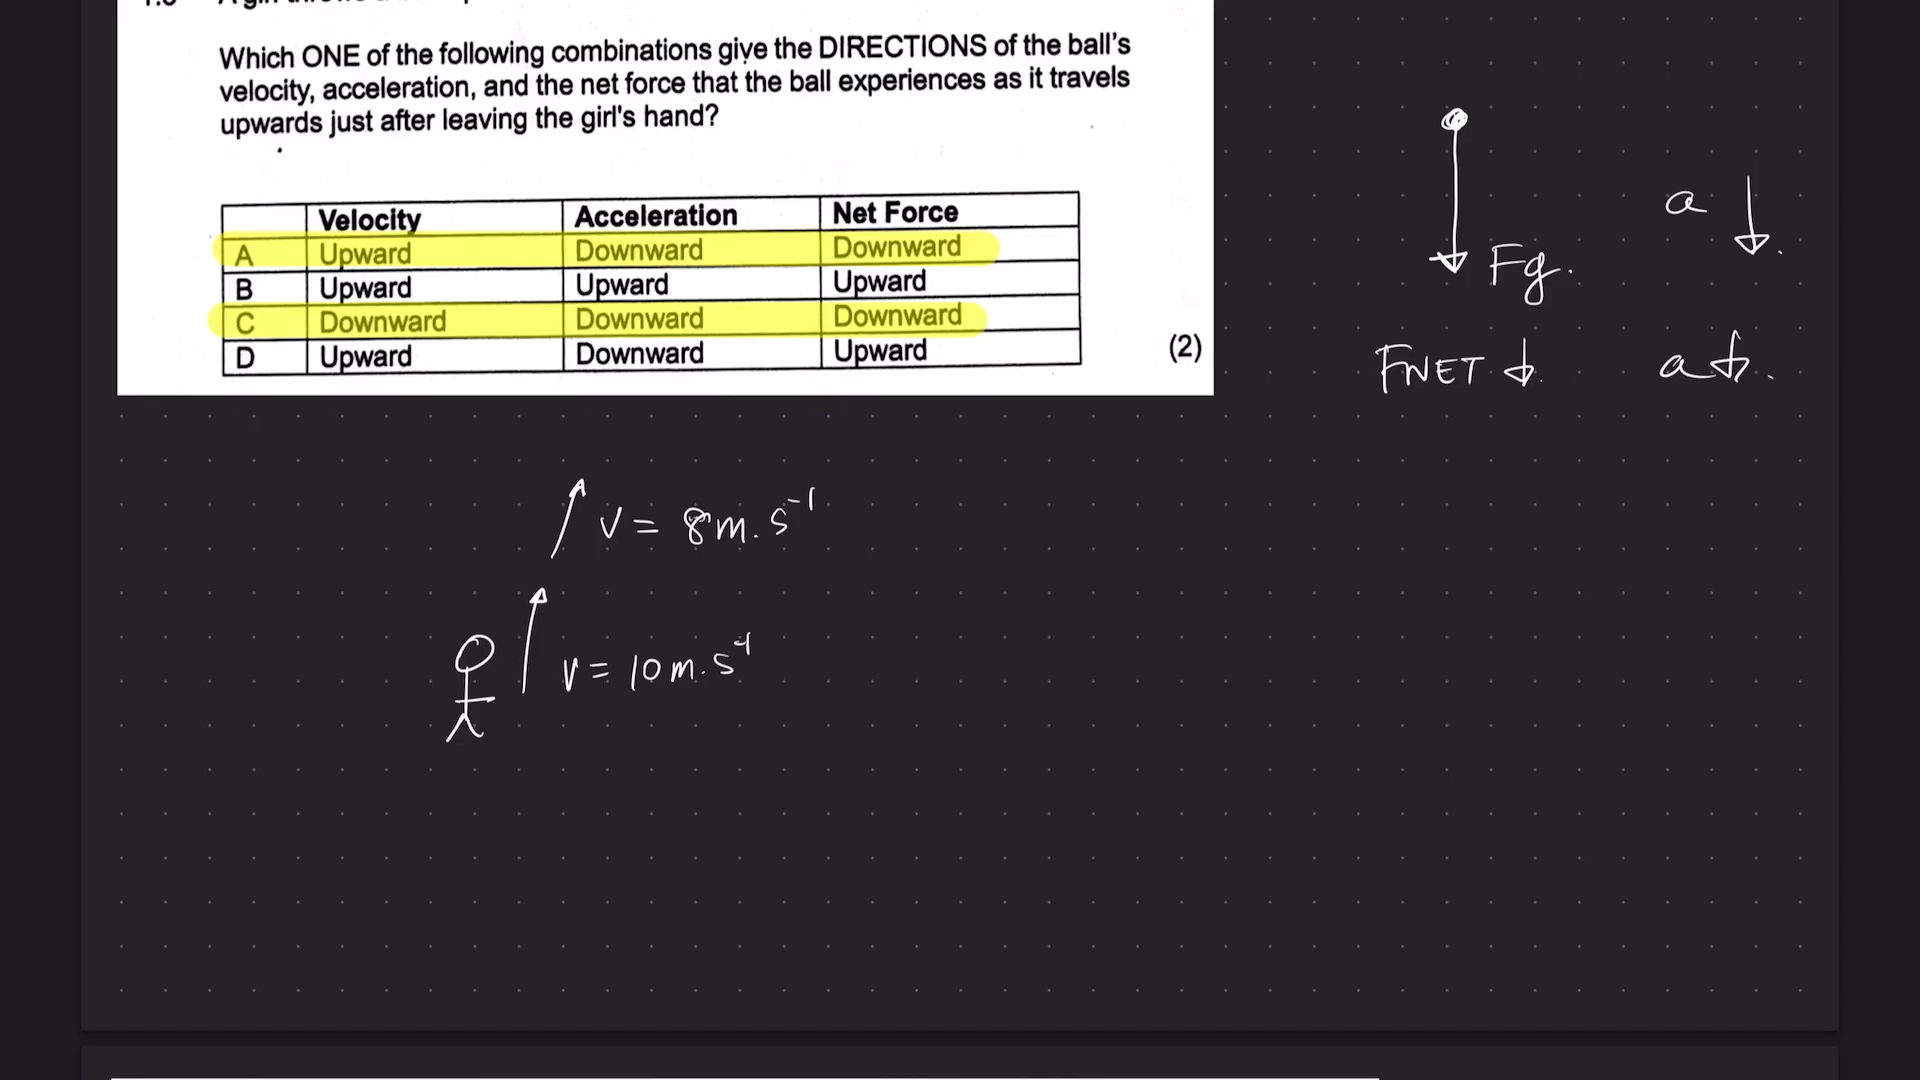 Which ONE of the following combinations give the DIRECTIONS of the ball's
velocity, acceleration, and the net force that the ball experiences as it travels
upwards just after leaving the girl's hand?
Velocity Acceleration Net Force
A Upward Downward Downward
B Upward Upward Upward
C Downward Downward Downward
D Upward Downward Upward
(2)
a
Fg.
FNET a
v = 8m.s⁻¹
v = 10m.s⁻¹